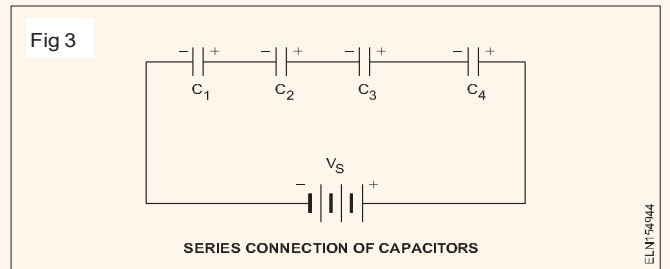 Fig 3
− + − + − + − +
C1 C2 C3 C4
VS
− +
SERIES CONNECTION OF CAPACITORS
ELN154944